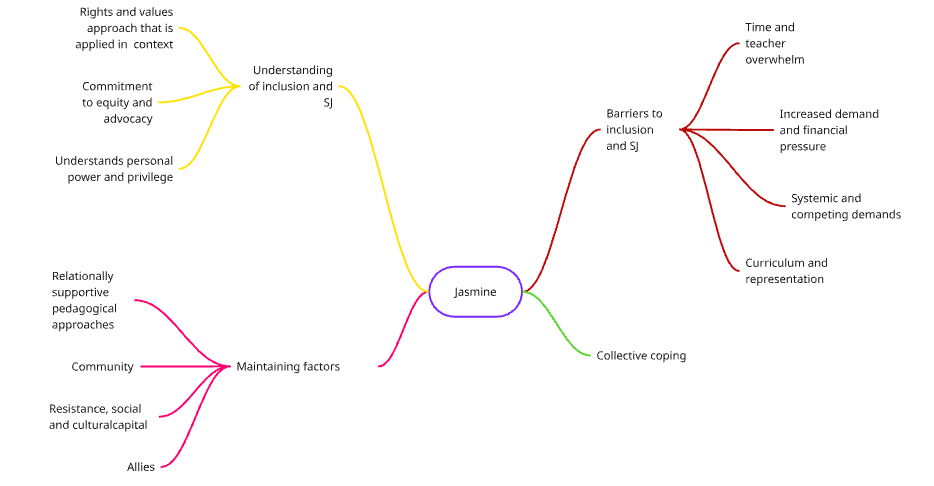 Rights and values
approach that is
applied in context
Commitment
to equity and
advocacy
Understands personal
power and privilege
Understanding
of inclusion and
SJ
Relationally
supportive
pedagogical
approaches
Community
Resistance, social
and culturalcapital
Allies
Maintaining factors
Jasmine
Barriers to
inclusion
and SJ
Time and
teacher
overwhelm
Increased demand
and financial
pressure
Systemic and
competing demands
Curriculum and
representation
Collective coping